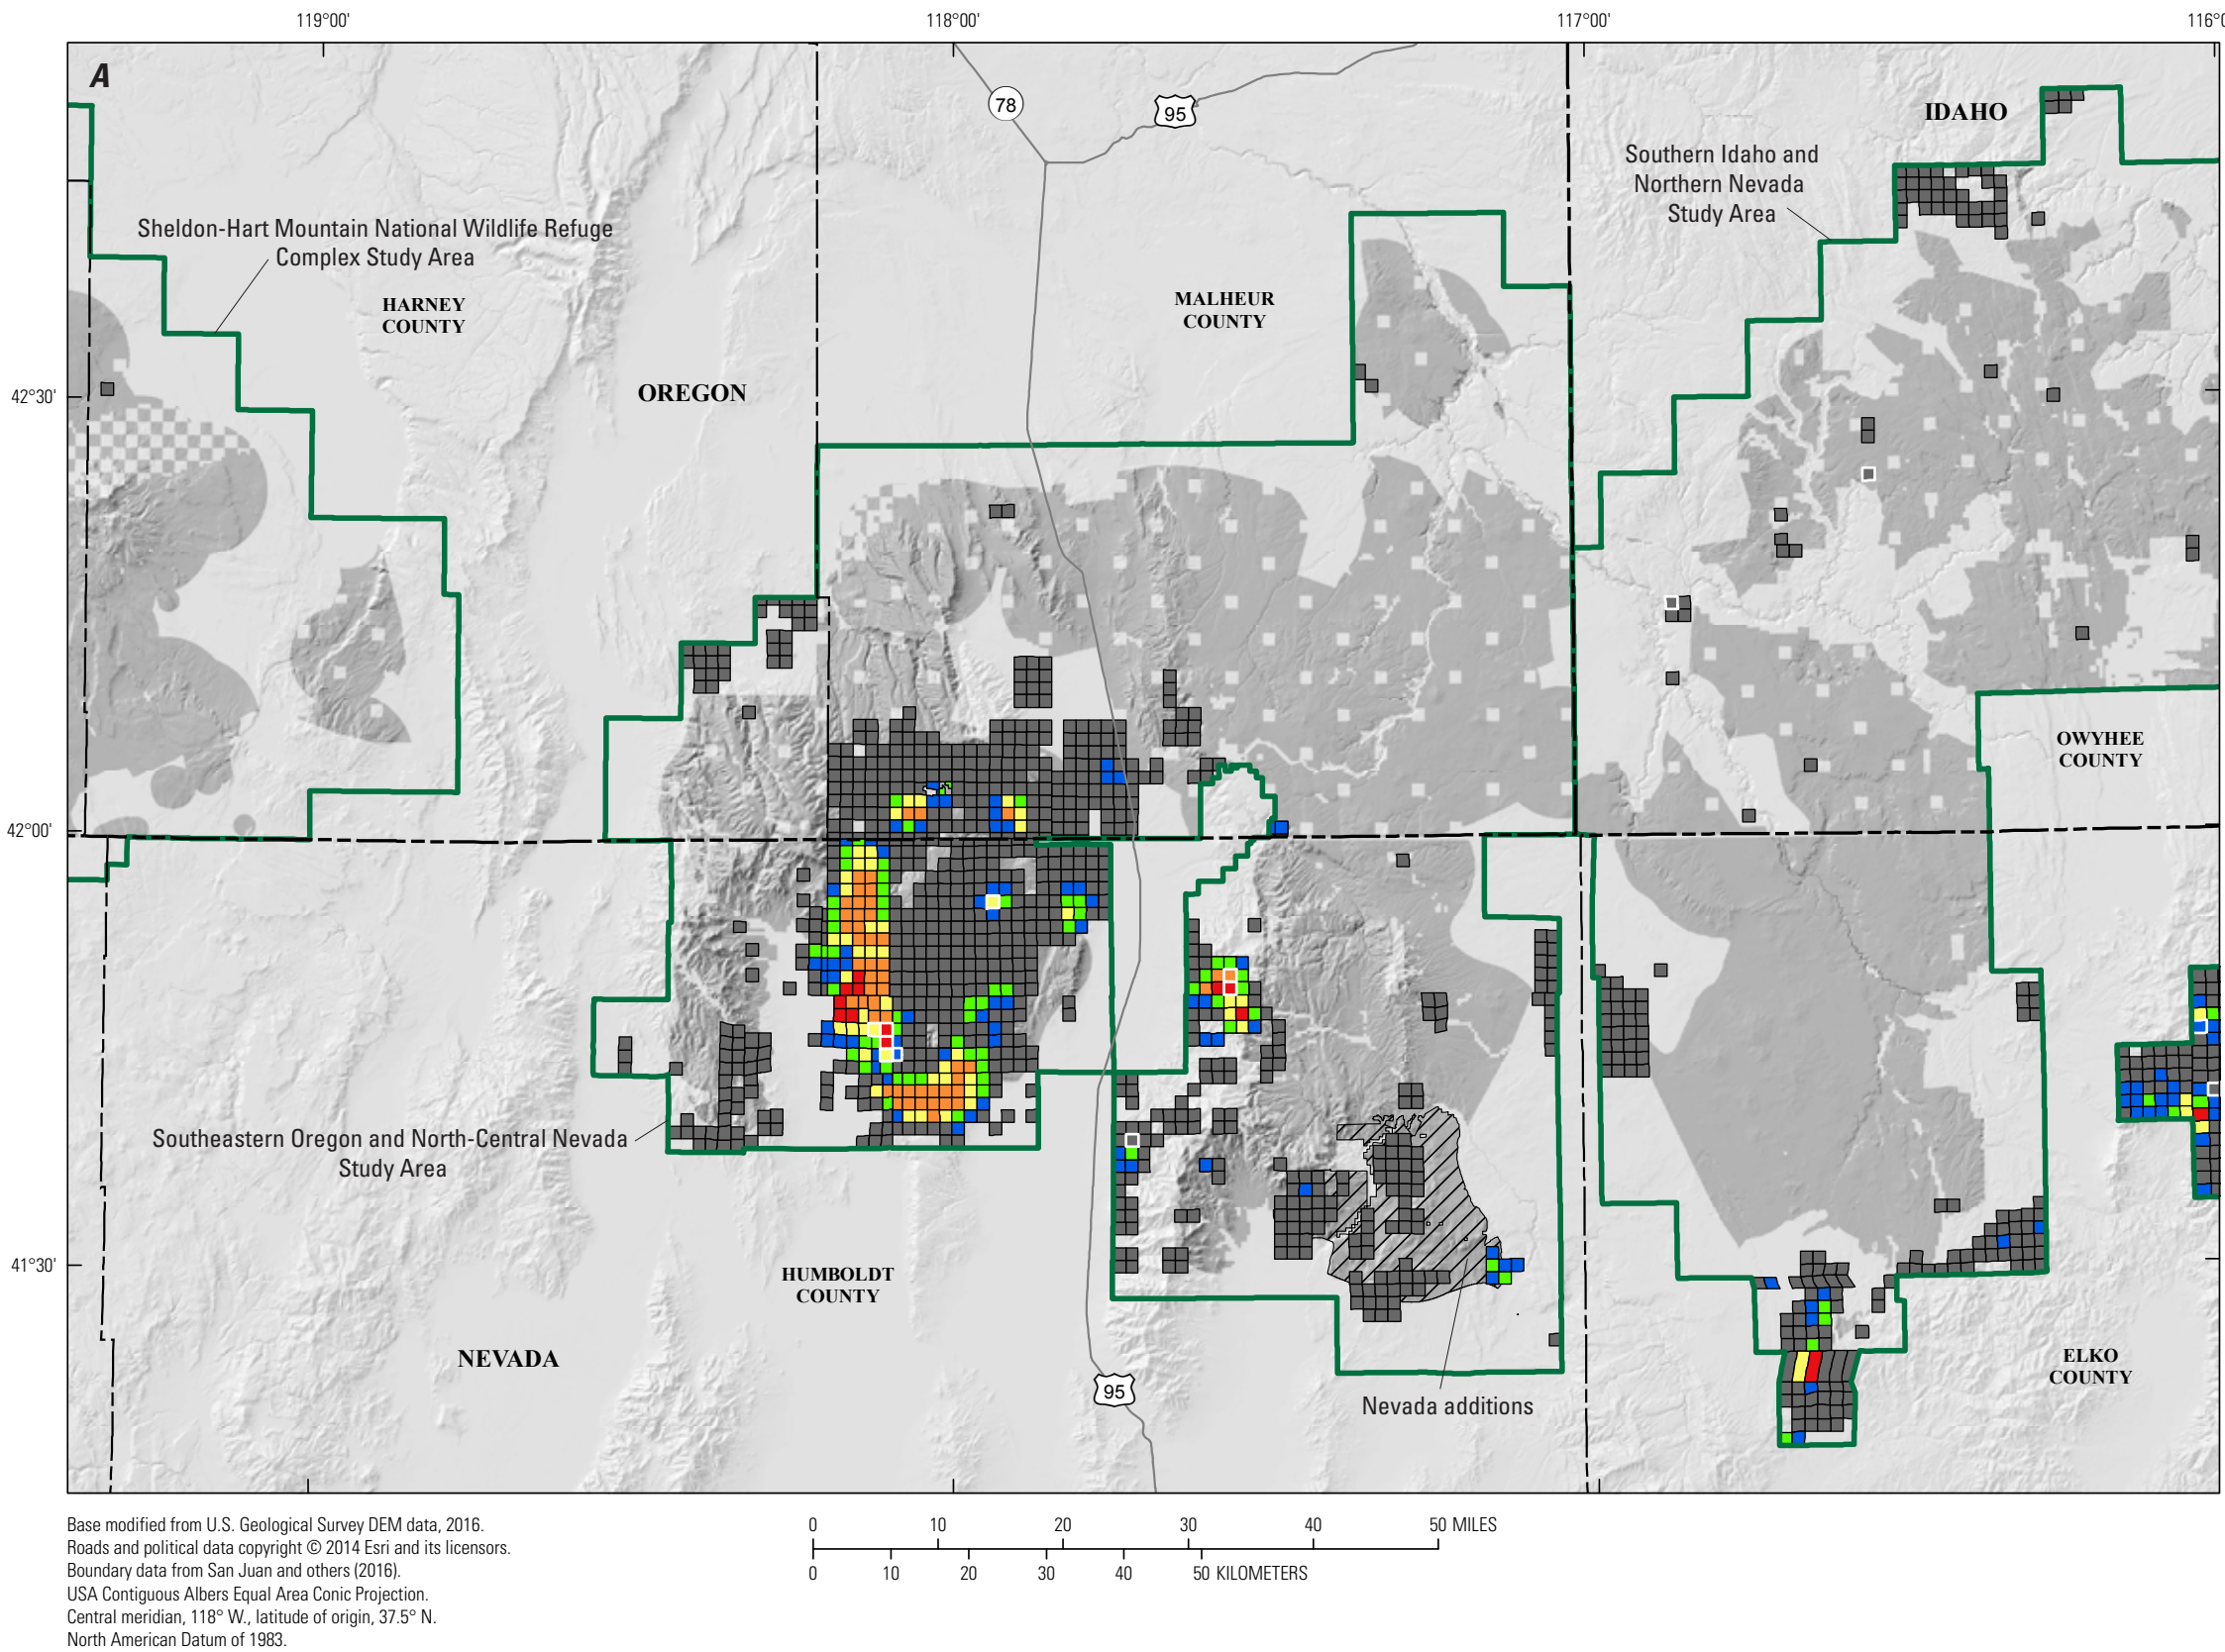 119°00'
118°00'
117°00'
A
78
95
IDAHO
Southern Idaho and
Northern Nevada
Study Area
Sheldon-Hart Mountain National Wildlife Refuge
Complex Study Area
HARNEY
COUNTY
MALHEUR
COUNTY
42°30'
OREGON
OWYHEE
COUNTY
42°00'
Southeastern Oregon and North-Central Nevada
Study Area
41°30'
HUMBOLDT
COUNTY
NEVADA
ELKO
COUNTY
95
Nevada additions
Base modified from U.S. Geological Survey DEM data, 2016.
Roads and political data copyright © 2014 Esri and its licensors.
Boundary data from San Juan and others (2016).
USA Contiguous Albers Equal Area Conic Projection.
Central meridian, 118° W., latitude of origin, 37.5° N.
North American Datum of 1983.
0 10 20 30 40 50 MILES
0 10 20 30 40 50 KILOMETERS